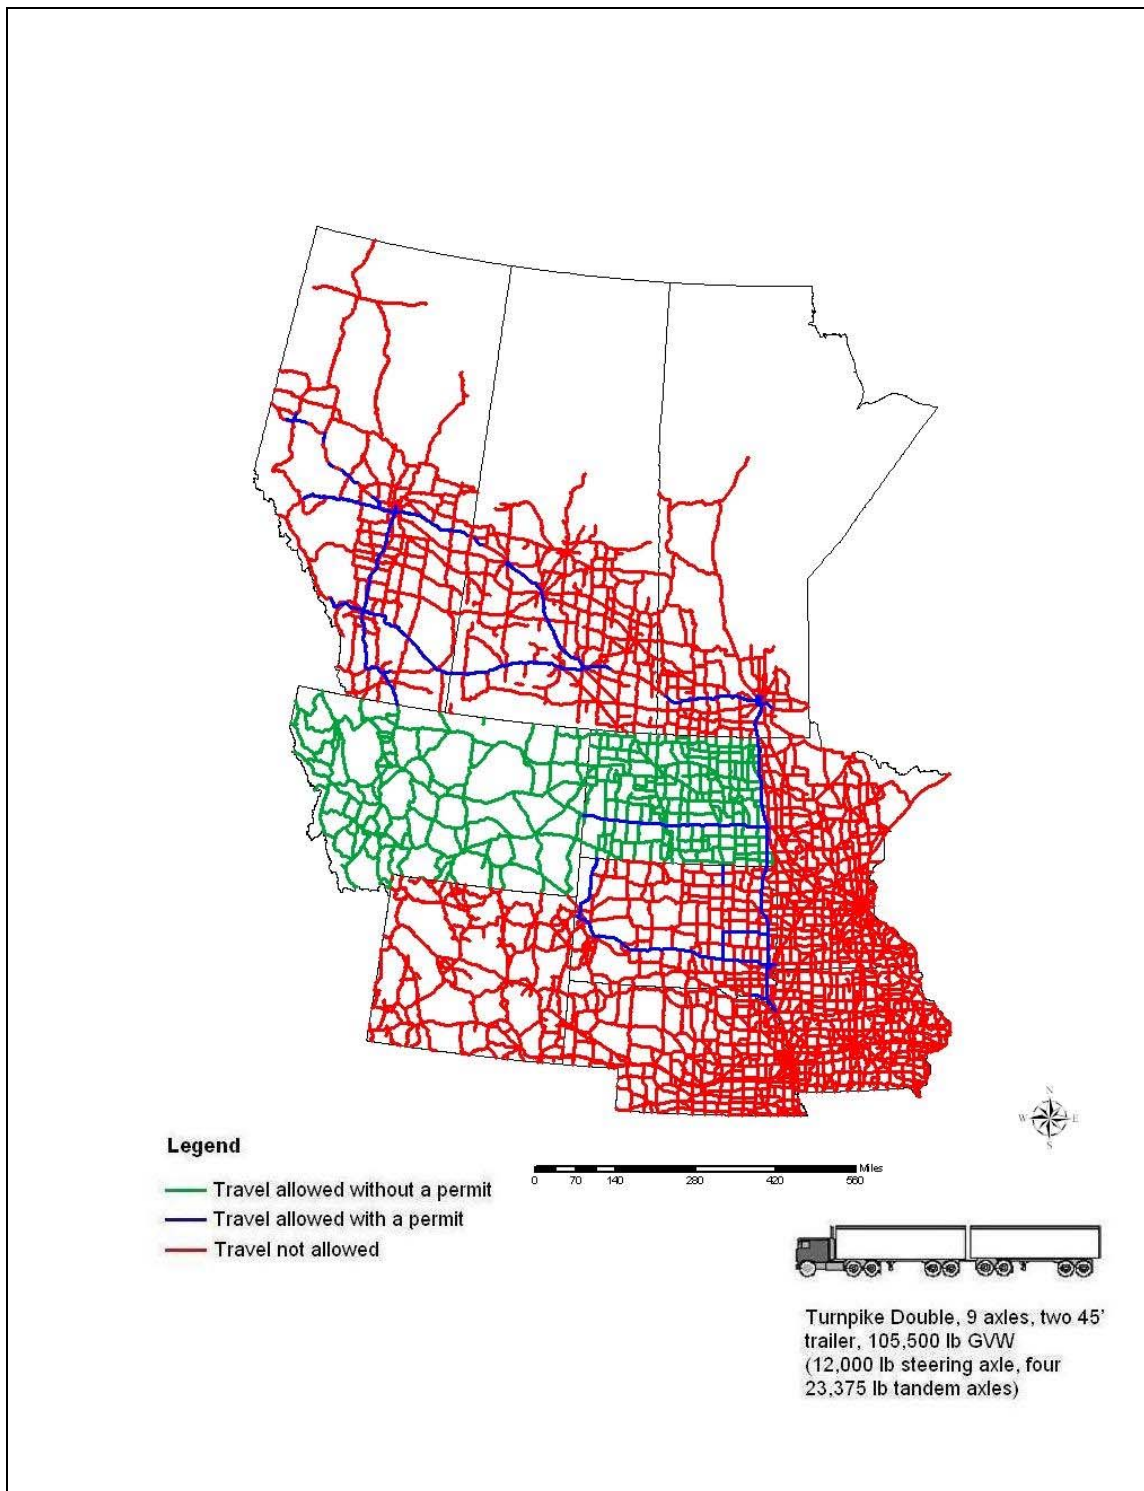 N
W E
S
Legend
Travel allowed without a permit
Travel allowed with a permit
Travel not allowed
Miles
0 70 140 280 420 560
Turnpike Double, 9 axles, two 45'
trailer, 105,500 lb GVW
(12,000 lb steering axle, four
23,375 lb tandem axles)